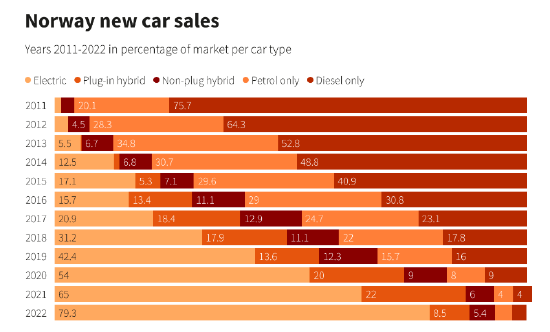 Norway new car sales
Years 2011-2022 in percentage of market per car type
Electric Plug-in hybrid Non-plug hybrid Petrol only Diesel only
2011 20.1 75.7
2012 4.5 28.3 64.3
2013 5.5 6.7 34.8 52.8
2014 12.5 6.8 30.7 48.8
2015 17.1 5.3 7.1 29.6 40.9
2016 15.7 13.4 11.1 29 30.8
2017 20.9 18.4 12.9 24.7 23.1
2018 31.2 17.9 11.1 22 17.8
2019 42.4 13.6 12.3 15.7 16
2020 54 20 9 8 9
2021 65 22 6 4 4
2022 79.3 8.5 5.4